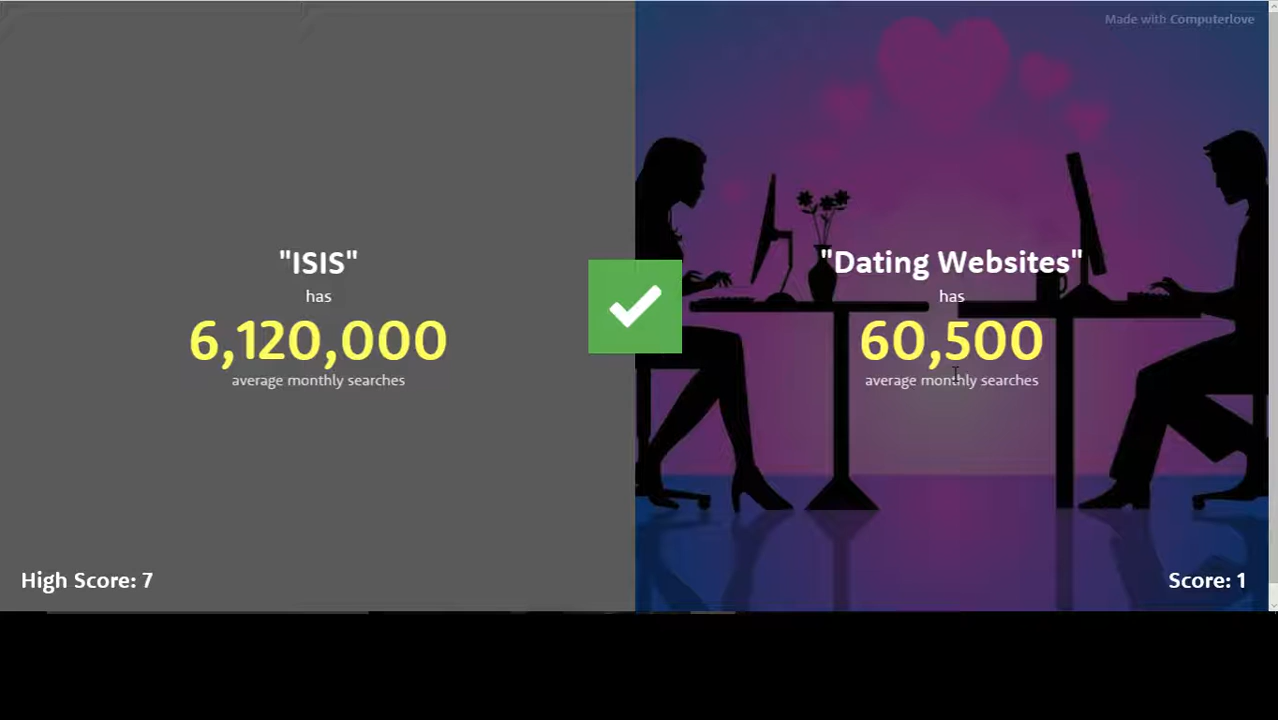 Made with Computerlove
"ISIS"
has
6,120,000
average monthly searches
"Dating Websites"
has
60,500
average monthly searches
High Score: 7
Score: 1